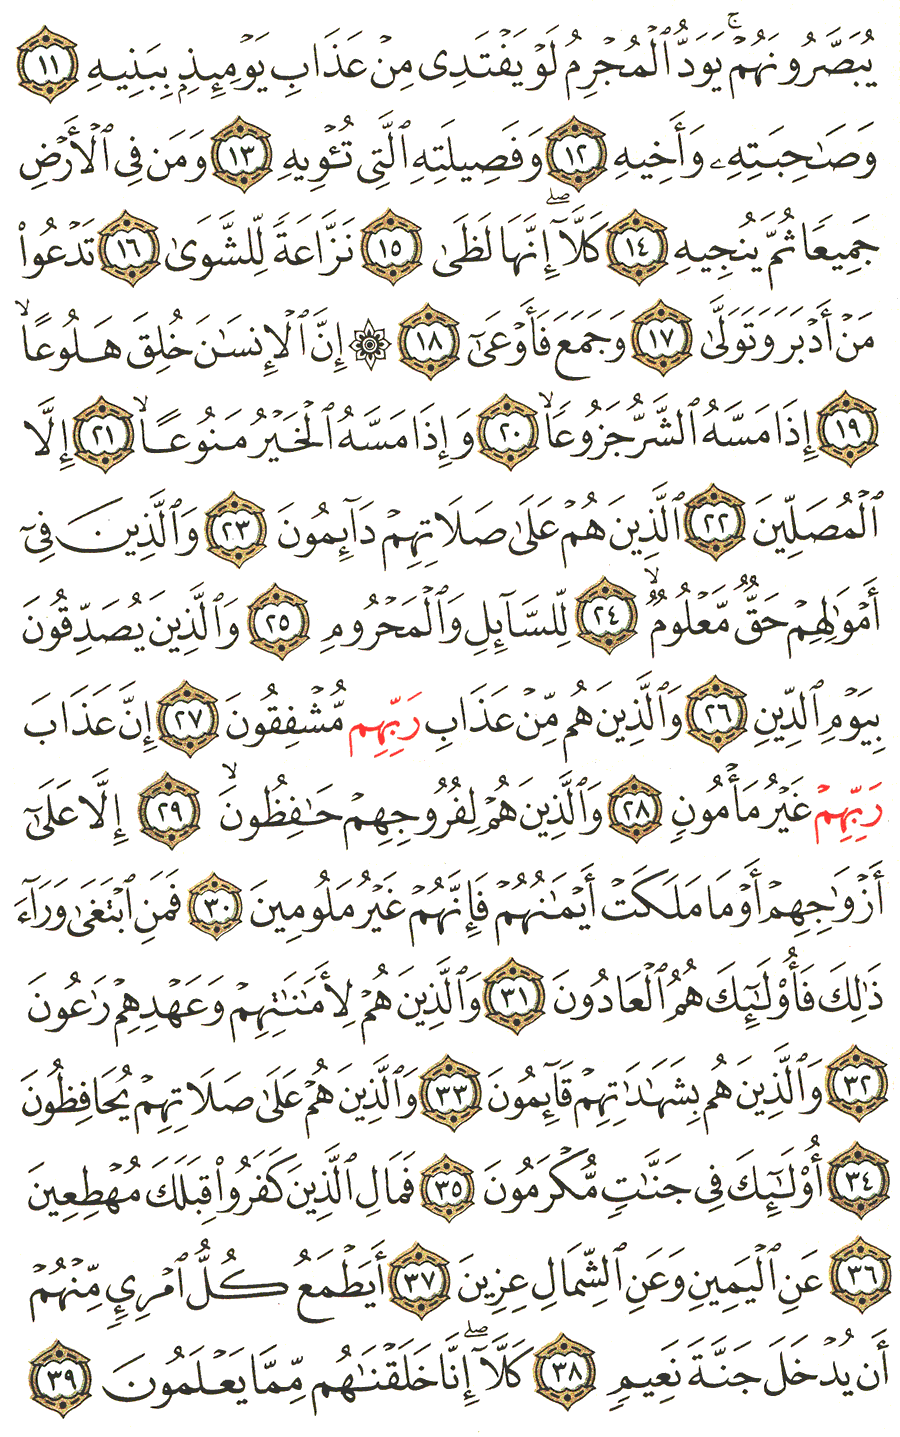 يُبَصَّرُونَهُمْ ۚ يَوَدُّ ٱلْمُجْرِمُ لَوْ يَفْتَدِى مِنْ عَذَابِ يَوْمِئِذٍۭ بِبَنِيهِ ١١
وَصَـٰحِبَتِهِۦ وَأَخِيهِ ١٢ وَفَصِيلَتِهِ ٱلَّتِى تُـْٔوِيهِ ١٣ وَمَن فِى ٱلْأَرْضِ
جَمِيعًا ثُمَّ يُنجِيهِ ١٤ كَلَّآ ۖ إِنَّهَا لَظَىٰ ١٥ نَزَّاعَةً لِّلشَّوَىٰ ١٦ تَدْعُوا۟
مَنْ أَدْبَرَ وَتَوَلَّىٰ ١٧ وَجَمَعَ فَأَوْعَىٰٓ ١٨ ۞ إِنَّ ٱلْإِنسَـٰنَ خُلِقَ هَلُوعًا ۙ
١٩ إِذَا مَسَّهُ ٱلشَّرُّ جَزُوعًا ۙ ٢٠ وَإِذَا مَسَّهُ ٱلْخَيْرُ مَنُوعًا ۙ ٢١ إِلَّا
ٱلْمُصَلِّينَ ٢٢ ٱلَّذِينَ هُمْ عَلَىٰ صَلَاتِهِمْ دَآئِمُونَ ٢٣ وَٱلَّذِينَ فِىٓ
أَمْوَٰلِهِمْ حَقٌّ مَّعْلُومٌ ۙ ٢٤ لِّلسَّآئِلِ وَٱلْمَحْرُومِ ٢٥ وَٱلَّذِينَ يُصَدِّقُونَ
بِيَوْمِ ٱلدِّينِ ٢٦ وَٱلَّذِينَ هُم مِّنْ عَذَابِ رَبِّهِم مُّشْفِقُونَ ٢٧ إِنَّ عَذَابَ
رَبِّهِمْ غَيْرُ مَأْمُونٍ ٢٨ وَٱلَّذِينَ هُمْ لِفُرُوجِهِمْ حَـٰفِظُونَ ۙ ٢٩ إِلَّا عَلَىٰٓ
أَزْوَٰجِهِمْ أَوْ مَا مَلَكَتْ أَيْمَـٰنُهُمْ فَإِنَّهُمْ غَيْرُ مَلُومِينَ ٣٠ فَمَنِ ٱبْتَغَىٰ وَرَآءَ
ذَٰلِكَ فَأُو۟لَـٰٓئِكَ هُمُ ٱلْعَادُونَ ٣١ وَٱلَّذِينَ هُمْ لِأَمَـٰنَـٰتِهِمْ وَعَهْدِهِمْ رَٰعُونَ
٣٢ وَٱلَّذِينَ هُم بِشَهَـٰدَٰتِهِمْ قَآئِمُونَ ٣٣ وَٱلَّذِينَ هُمْ عَلَىٰ صَلَاتِهِمْ يُحَافِظُونَ
٣٤ أُو۟لَـٰٓئِكَ فِى جَنَّـٰتٍ مُّكْرَمُونَ ٣٥ فَمَالِ ٱلَّذِينَ كَفَرُوا۟ قِبَلَكَ مُهْطِعِينَ
٣٦ عَنِ ٱلْيَمِينِ وَعَنِ ٱلشِّمَالِ عِزِينَ ٣٧ أَيَطْمَعُ كُلُّ ٱمْرِئٍ مِّنْهُمْ
أَن يُدْخَلَ جَنَّةَ نَعِيمٍ ٣٨ كَلَّآ ۖ إِنَّا خَلَقْنَـٰهُم مِّمَّا يَعْلَمُونَ ٣٩